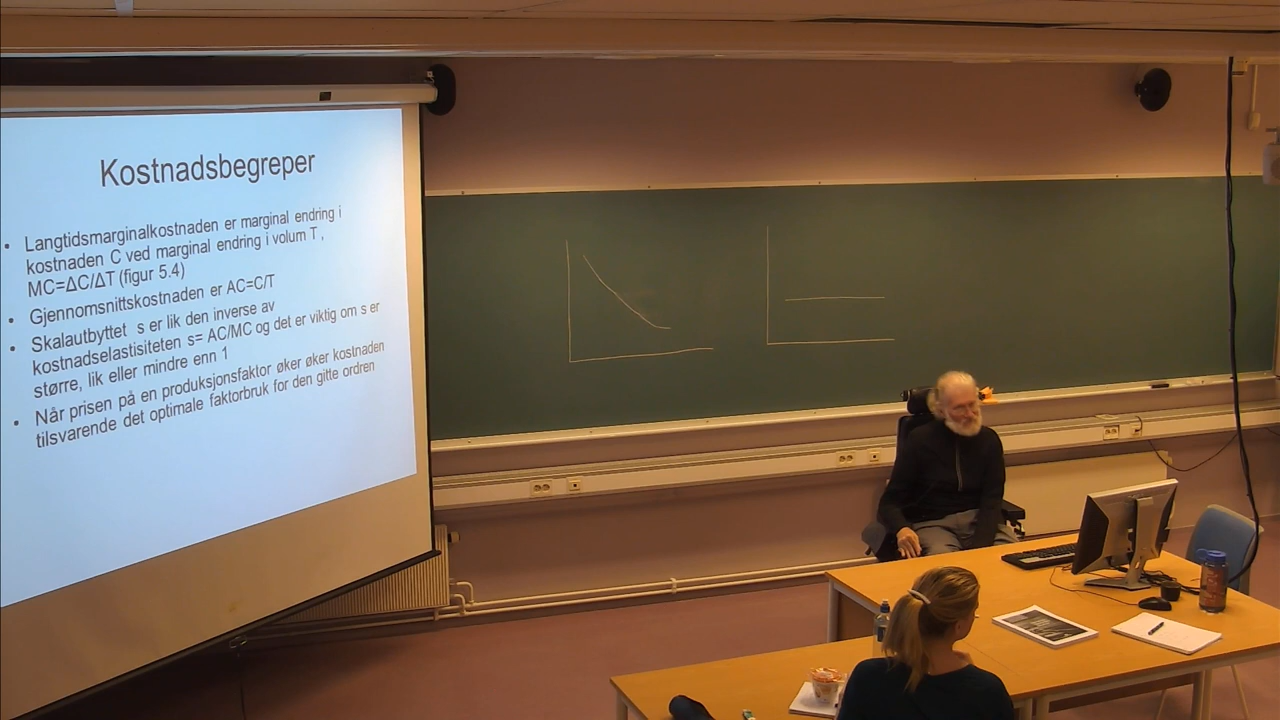 Kostnadsbegreper
• Langtidsmarginalkostnaden er marginal endring i
kostnaden C ved marginal endring i volum T ,
MC=ΔC/ΔT (figur 5.4)
• Gjennomsnittskostnaden er AC=C/T
• Skalautbyttet s er lik den inverse av
kostnadselastisiteten s= AC/MC og det er viktig om s er
større, lik eller mindre enn 1
• Når prisen på en produksjonsfaktor øker øker kostnaden
tilsvarende det optimale faktorbruk for den gitte ordren